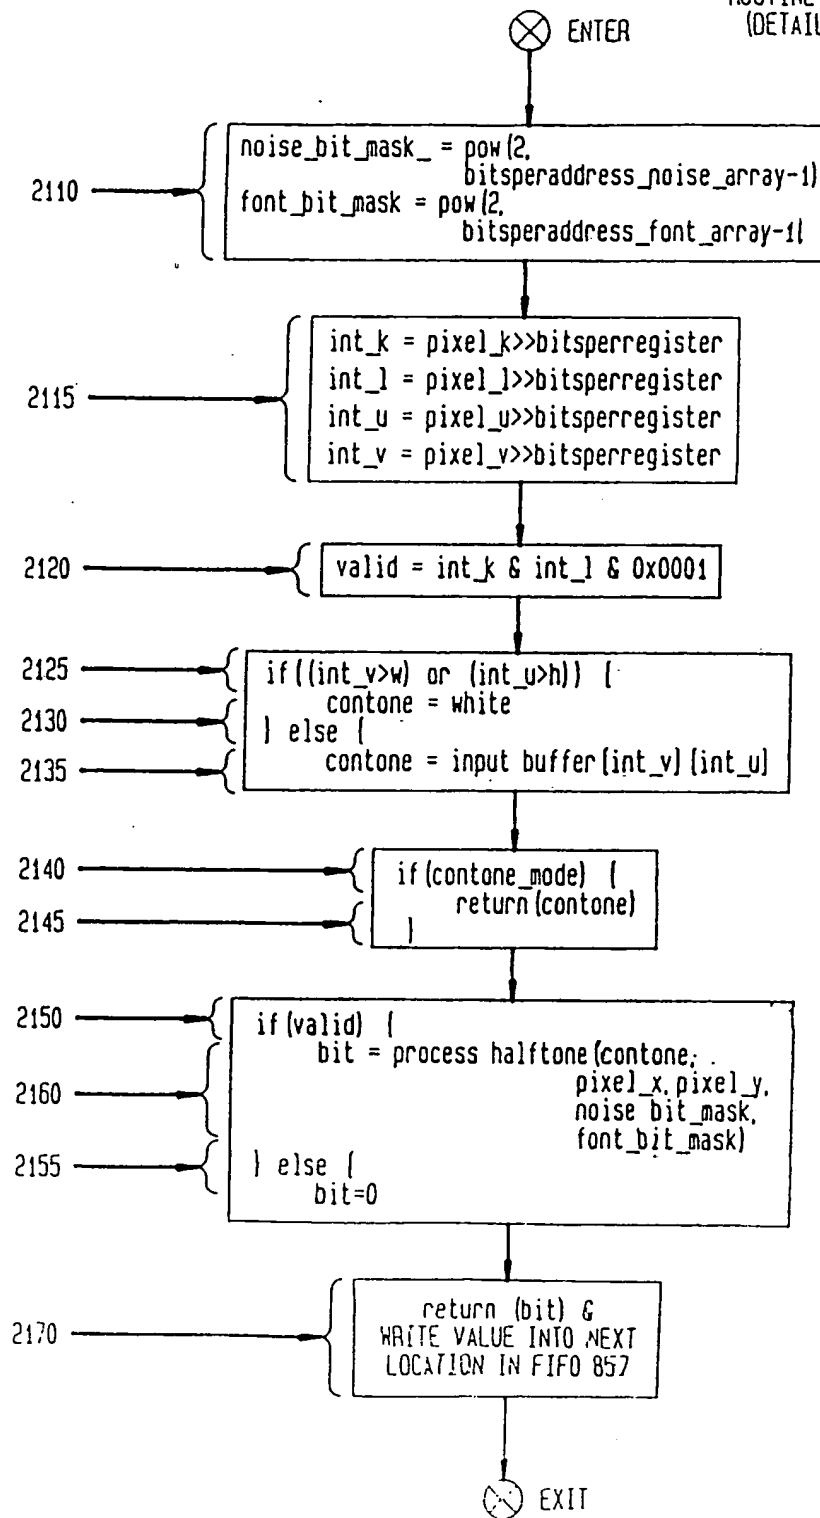 (DETAIL
ENTER
2110
noise_bit_mask_ = pow(2,
bitsperaddress_noise_array-1)
font_bit_mask = pow(2,
bitsperaddress_font_array-1(
2115
int_k = pixel_k>>bitsperregister
int_l = pixel_l>>bitsperregister
int_u = pixel_u>>bitsperregister
int_v = pixel_v>>bitsperregister
2120
valid = int_k & int_l & 0x0001
2125
if((int_v>w) or (int_u>h)) {
2130
contone = white
} else {
2135
contone = input buffer[int_v][int_u]
2140
if(contone_mode) {
2145
return(contone)
}
2150
if(valid) {
bit = process halftone(contone,
2160
pixel_x, pixel_y,
noise bit_mask,
font_bit_mask)
2155
} else {
bit=0
2170
return (bit) &
WRITE VALUE INTO NEXT
LOCATION IN FIFO 857
EXIT